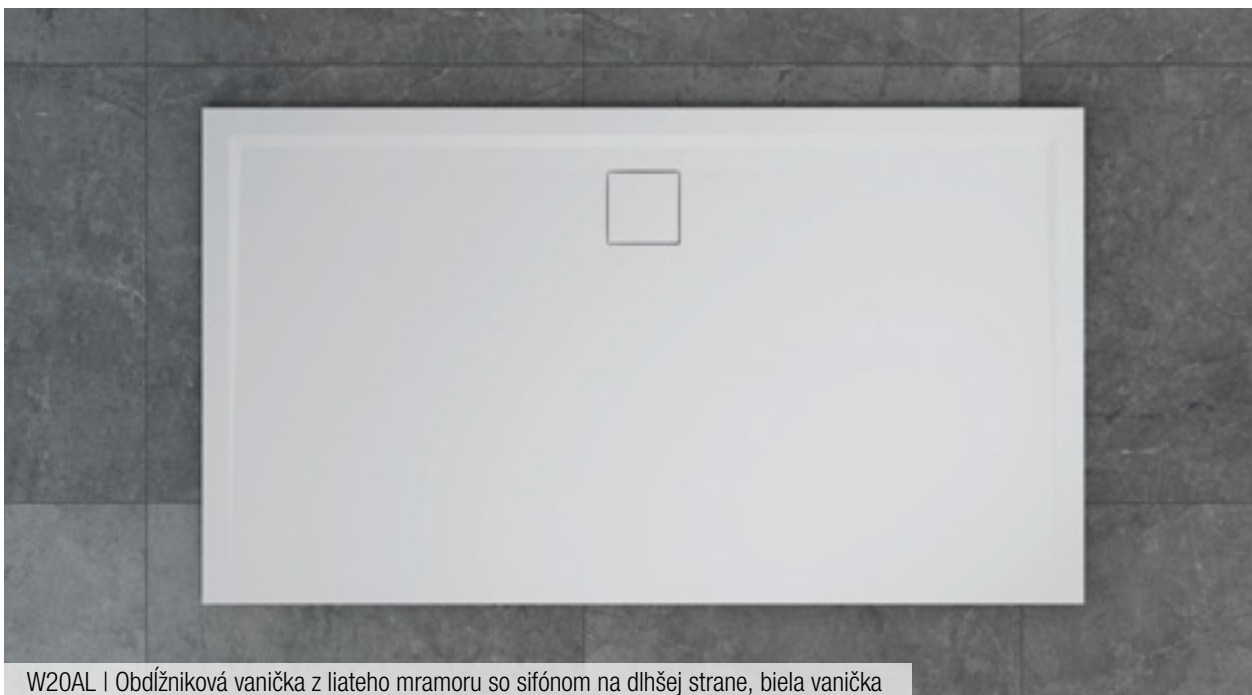 W20AL | Obdĺžniková vanička z liateho mramoru so sifónom na dlhšej strane, biela vanička